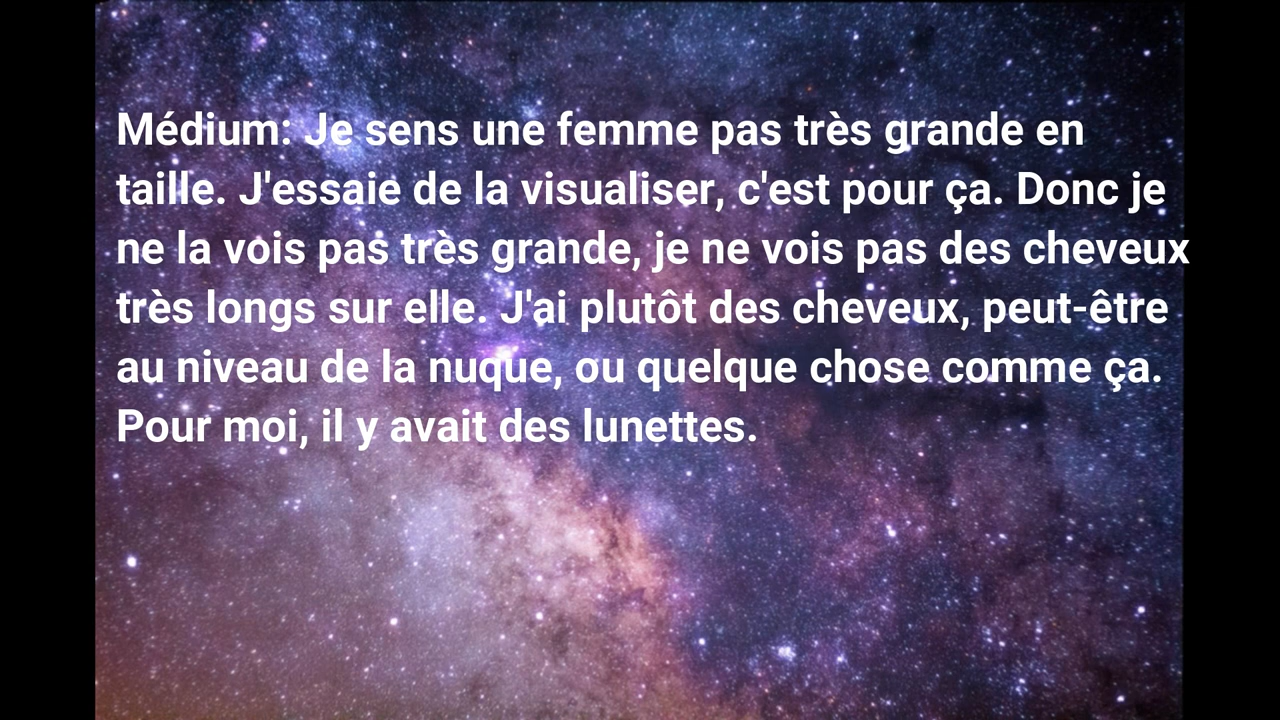 Médium: Je sens une femme pas très grande en
taille. J'essaie de la visualiser, c'est pour ça. Donc je
ne la vois pas très grande, je ne vois pas des cheveux
très longs sur elle. J'ai plutôt des cheveux, peut-être
au niveau de la nuque, ou quelque chose comme ça.
Pour moi, il y avait des lunettes.